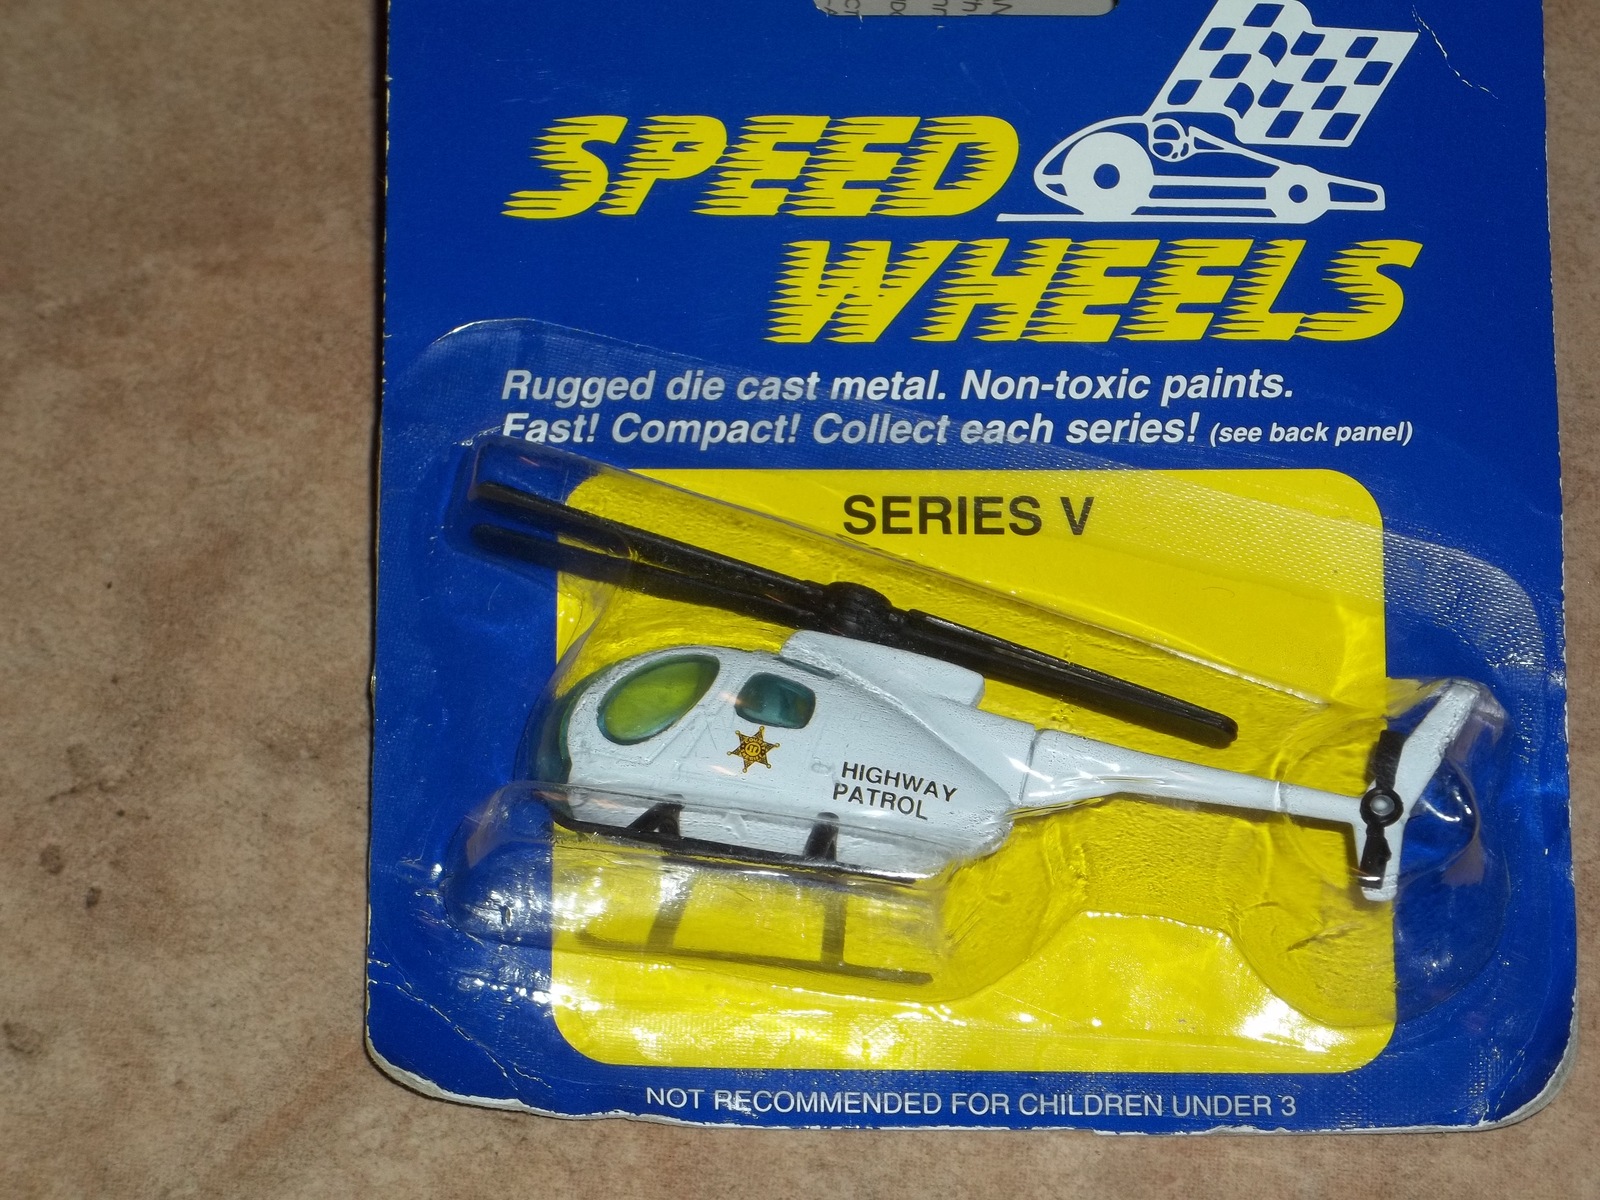 SPEED
WHEELS
Rugged die cast metal. Non-toxic paints.
Fast! Compact! Collect each series! (see back panel)
SERIES V
HIGHWAY
PATROL
NOT RECOMMENDED FOR CHILDREN UNDER 3